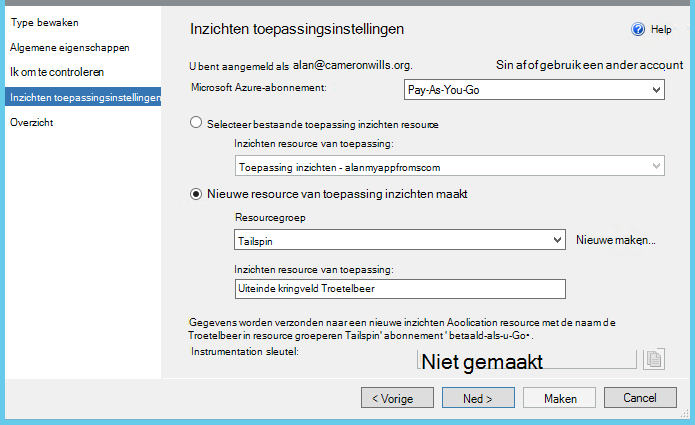 Type bewaken
Algemene eigenschappen
Ik om te controleren
Inzichten toepassingsinstellingen
Overzicht
Inzichten toepassingsinstellingen
Help
U bent aangemeld als alan@cameronwills.org. Sin af of gebruik een ander account
Microsoft Azure-abonnement: Pay-As-You-Go
Selecteer bestaande toepassing inzichten resource
Inzichten resource van toepassing:
Toepassing inzichten - alanmyappfromscom
Nieuwe resource van toepassing inzichten maakt
Resourcegroep
Tailspin Nieuwe maken...
Inzichten resource van toepassing:
Uiteinde kringveld Troetelbeer
Gegevens worden verzonden naar een nieuwe inzichten Aoolication resource met de naam de
Troetelbeer in resource groeperen Tailspin' abonnement ' betaald-als-u-Go• .
Instrumentation sleutel: Niet gemaakt
< Vorige Ned > Maken Cancel